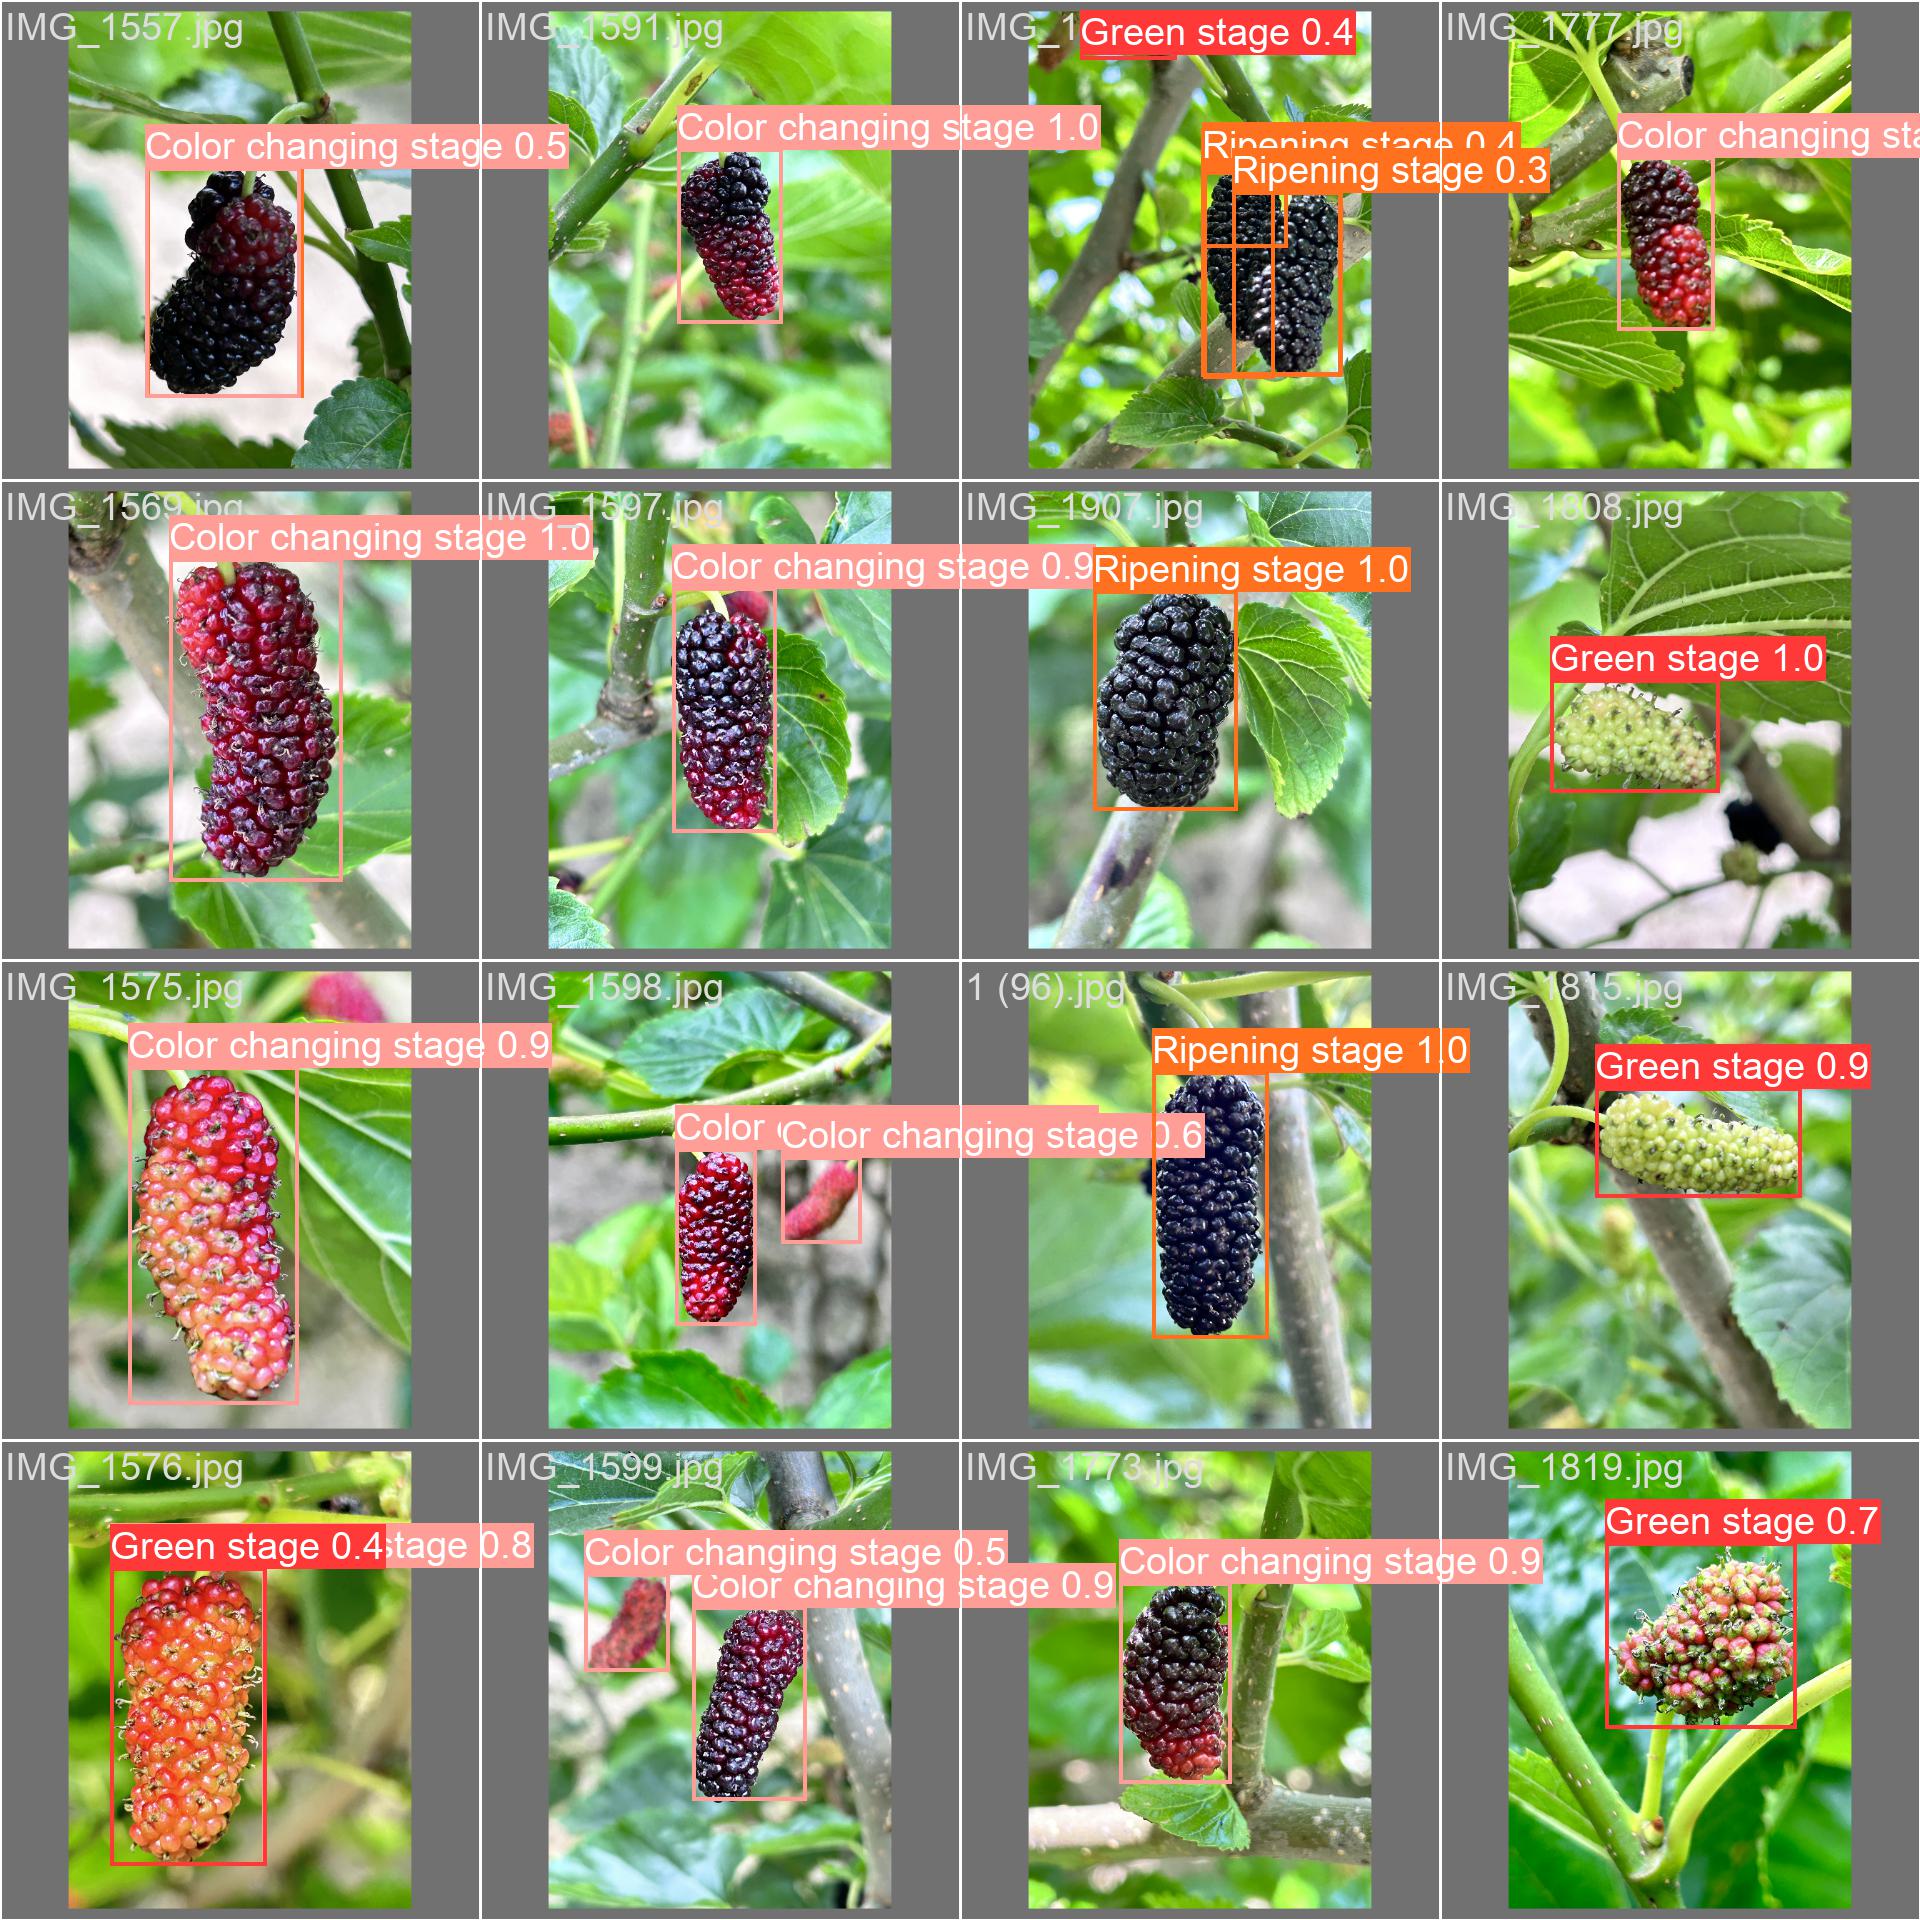 IMG_1557.jpg
Color changing stage 0.5
IMG_1591.jpg
Color changing stage 1.0
IMG_1
Green stage 0.4
Ripening stage 0.4
Ripening stage 0.3
IMG_1777.jpg
Color changing
IMG_1569.jpg
Color changing stage 1.0
IMG_1597.jpg
Color changing stage 0.9
IMG_1907.jpg
Ripening stage 1.0
IMG_1808.jpg
Green stage 1.0
IMG_1575.jpg
Color changing stage 0.9
IMG_1598.jpg
Color
Color changing stage 0.6
1 (96).jpg
Ripening stage 1.0
IMG_1815.jpg
Green stage 0.9
IMG_1576.jpg
Green stage 0.4
stage 0.8
IMG_1599.jpg
Color changing stage 0.5
Color changing stage 0.9
IMG_1773.jpg
Color changing stage 0.9
IMG_1819.jpg
Green stage 0.7